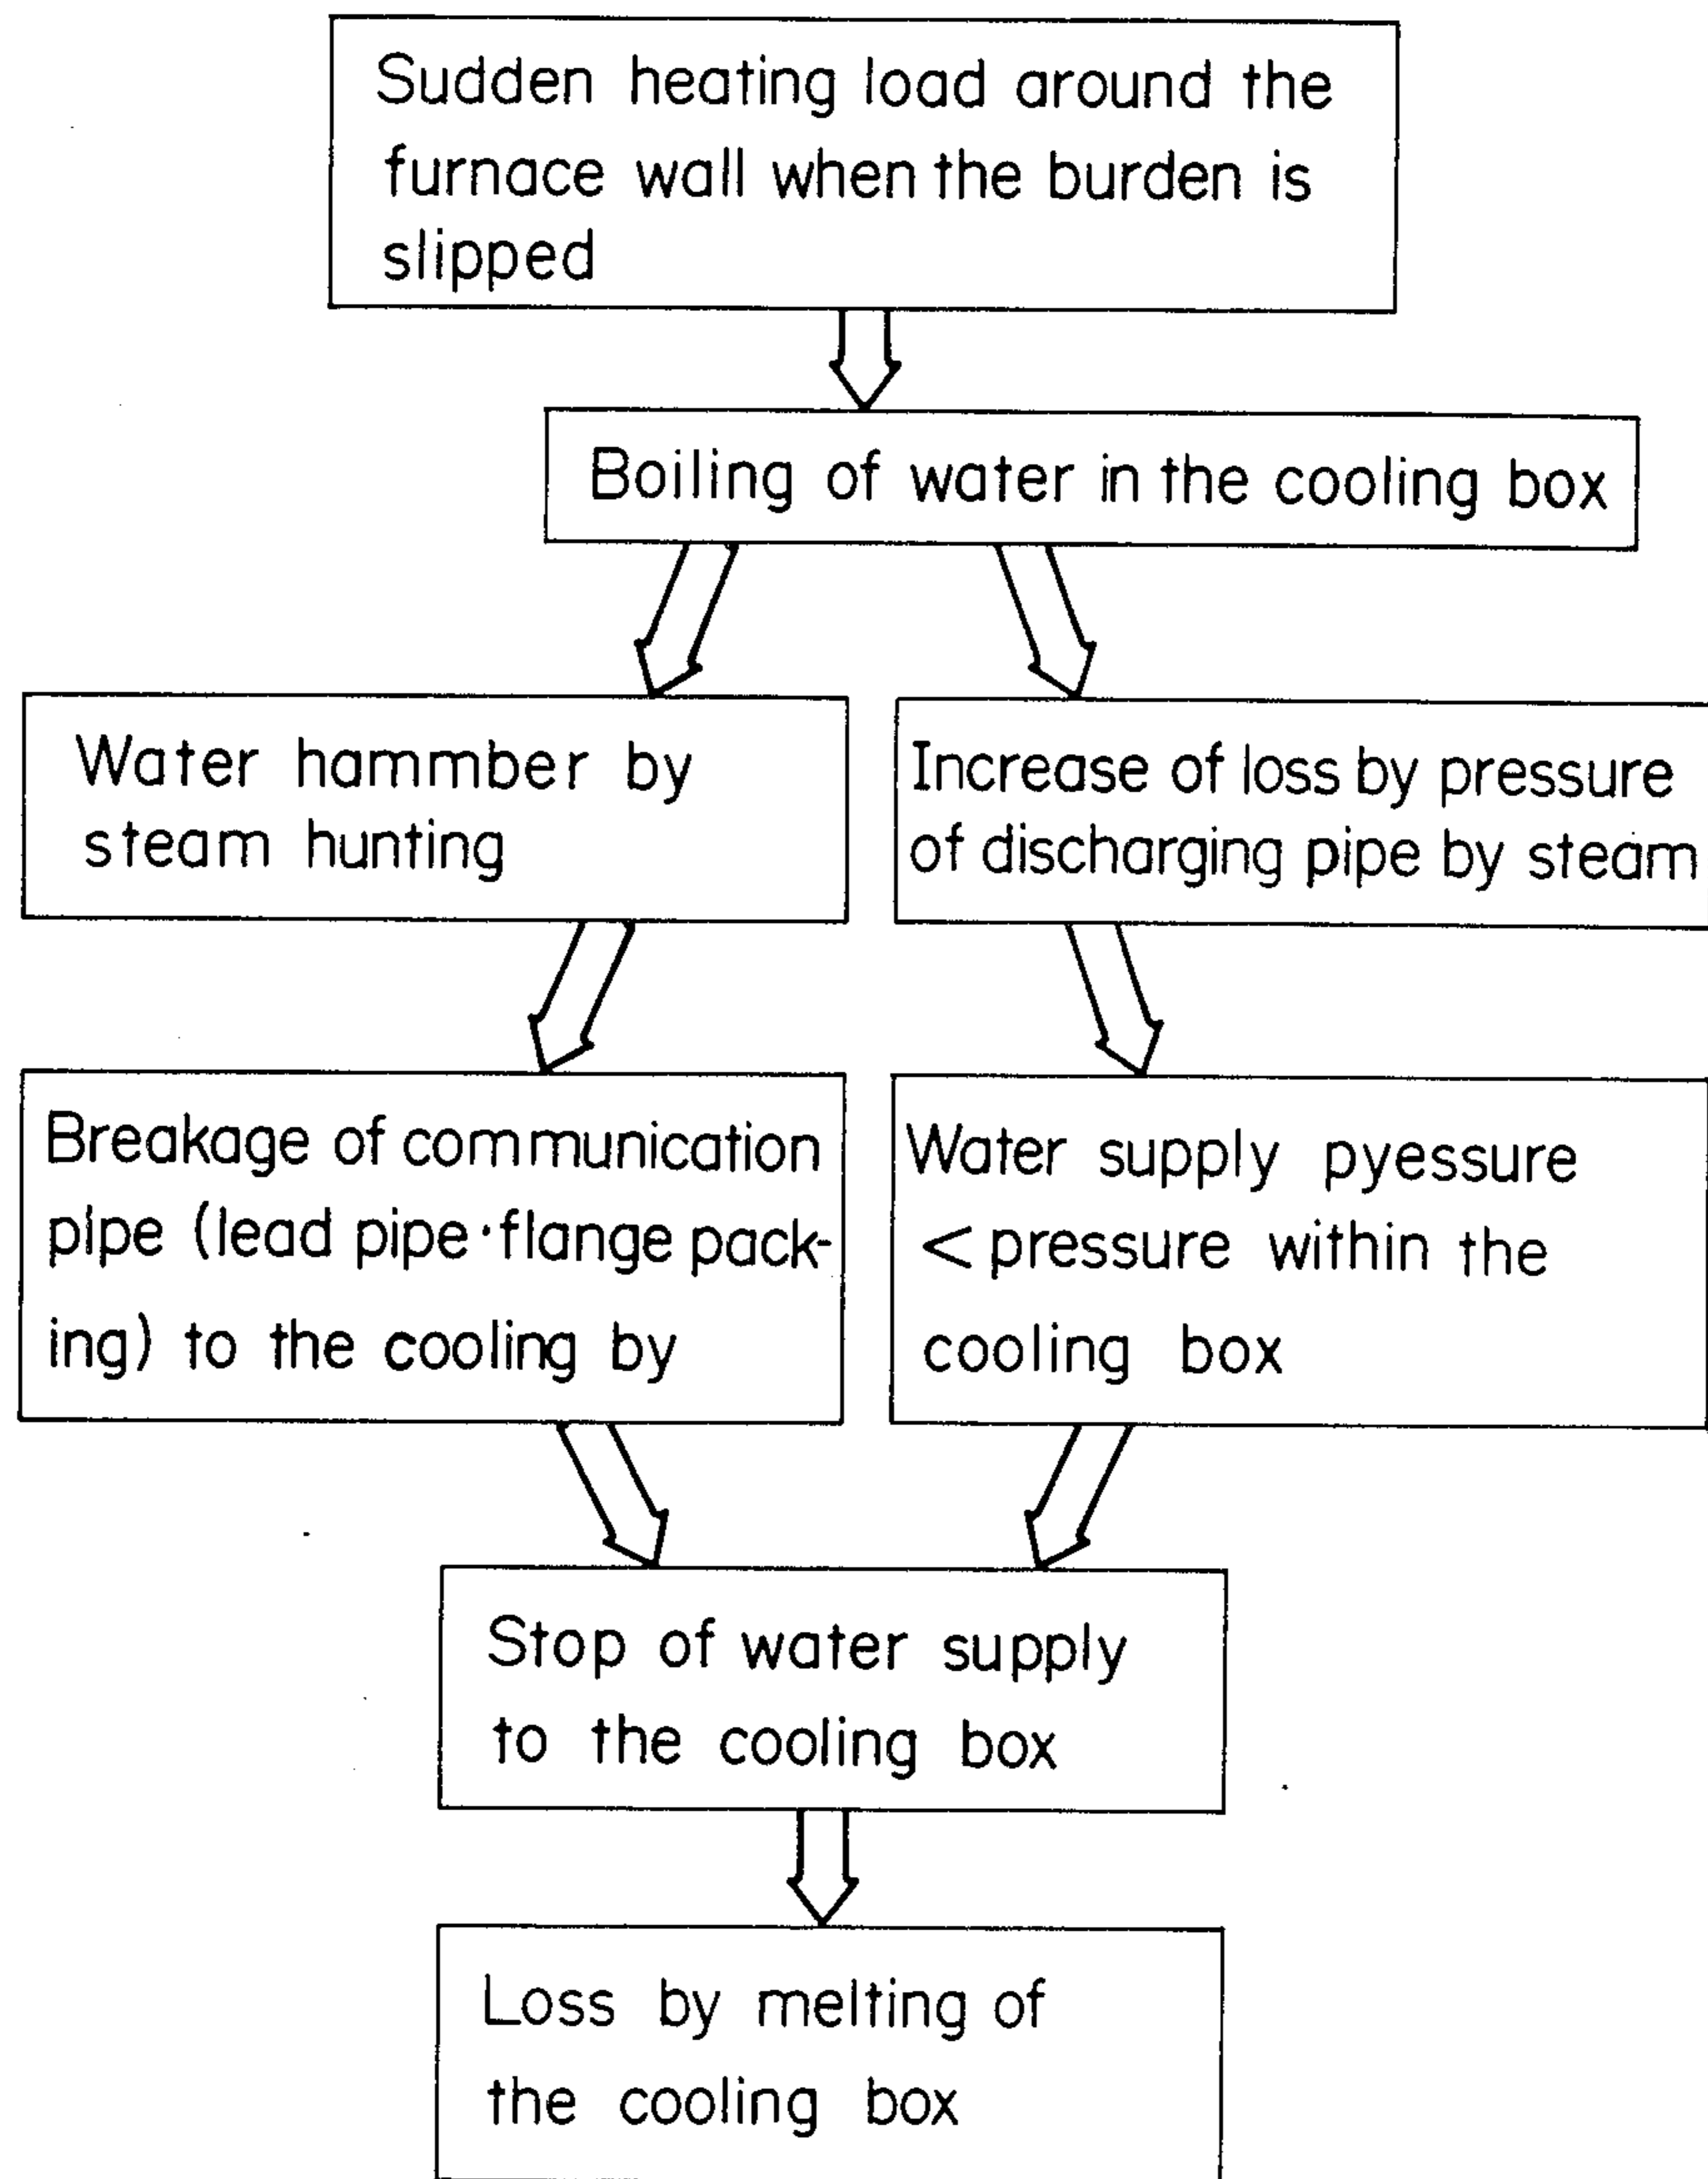 Sudden heating load around the
furnace wall when the burden is
slipped
Boiling of water in the cooling box
Water hammber by
steam hunting
Increase of loss by pressure
of discharging pipe by steam
Breakage of communication
pipe (lead pipe·flange pack-
ing) to the cooling by
Water supply pyessure
< pressure within the
cooling box
Stop of water supply
to the cooling box
Loss by melting of
the cooling box